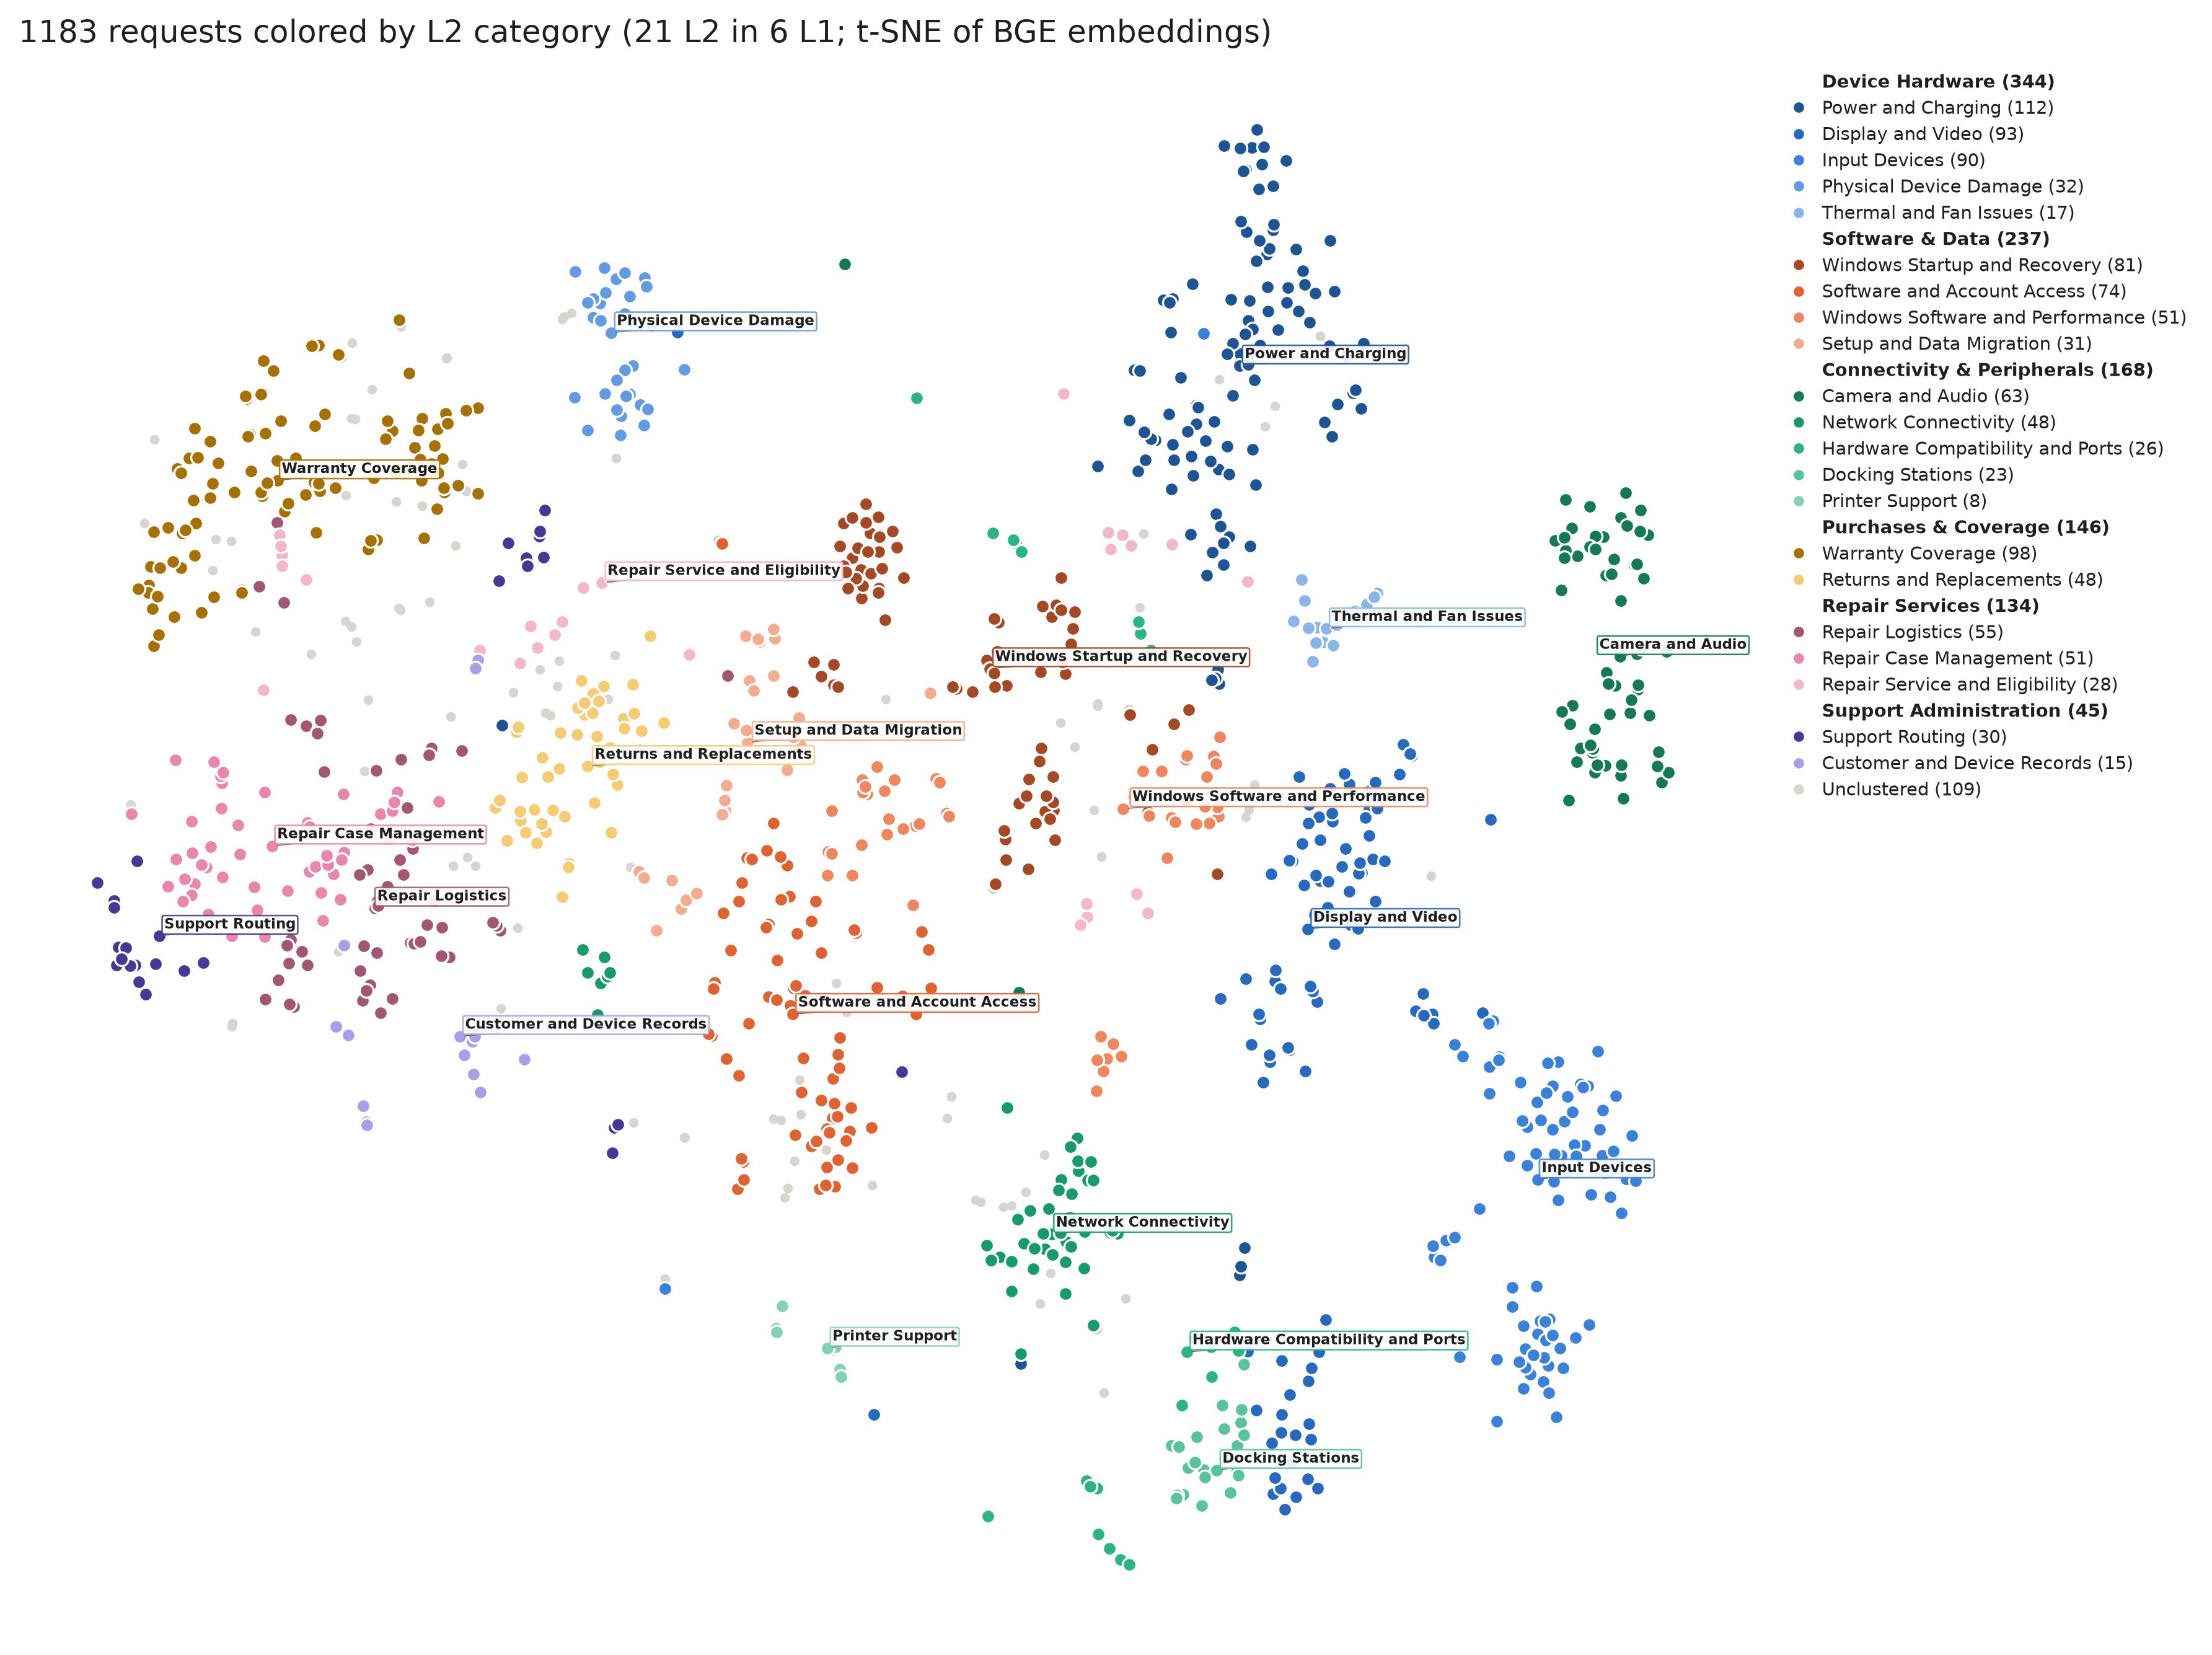 1183 requests colored by L2 category (21 L2 in 6 L1; t-SNE of BGE embeddings)
Device Hardware (344)
Power and Charging (112)
Display and Video (93)
Input Devices (90)
Physical Device Damage (32)
Thermal and Fan Issues (17)
Software & Data (237)
Windows Startup and Recovery (81)
Software and Account Access (74)
Windows Software and Performance (51)
Setup and Data Migration (31)
Connectivity & Peripherals (168)
Camera and Audio (63)
Network Connectivity (48)
Hardware Compatibility and Ports (26)
Docking Stations (23)
Printer Support (8)
Purchases & Coverage (146)
Warranty Coverage (98)
Returns and Replacements (48)
Repair Services (134)
Repair Logistics (55)
Repair Case Management (51)
Repair Service and Eligibility (28)
Support Administration (45)
Support Routing (30)
Customer and Device Records (15)
Unclustered (109)
Physical Device Damage
Power and Charging
Warranty Coverage
Repair Service and Eligibility
Thermal and Fan Issues
Camera and Audio
Windows Startup and Recovery
Setup and Data Migration
Returns and Replacements
Windows Software and Performance
Repair Case Management
Repair Logistics
Display and Video
Support Routing
Software and Account Access
Customer and Device Records
Input Devices
Network Connectivity
Printer Support
Hardware Compatibility and Ports
Docking Stations